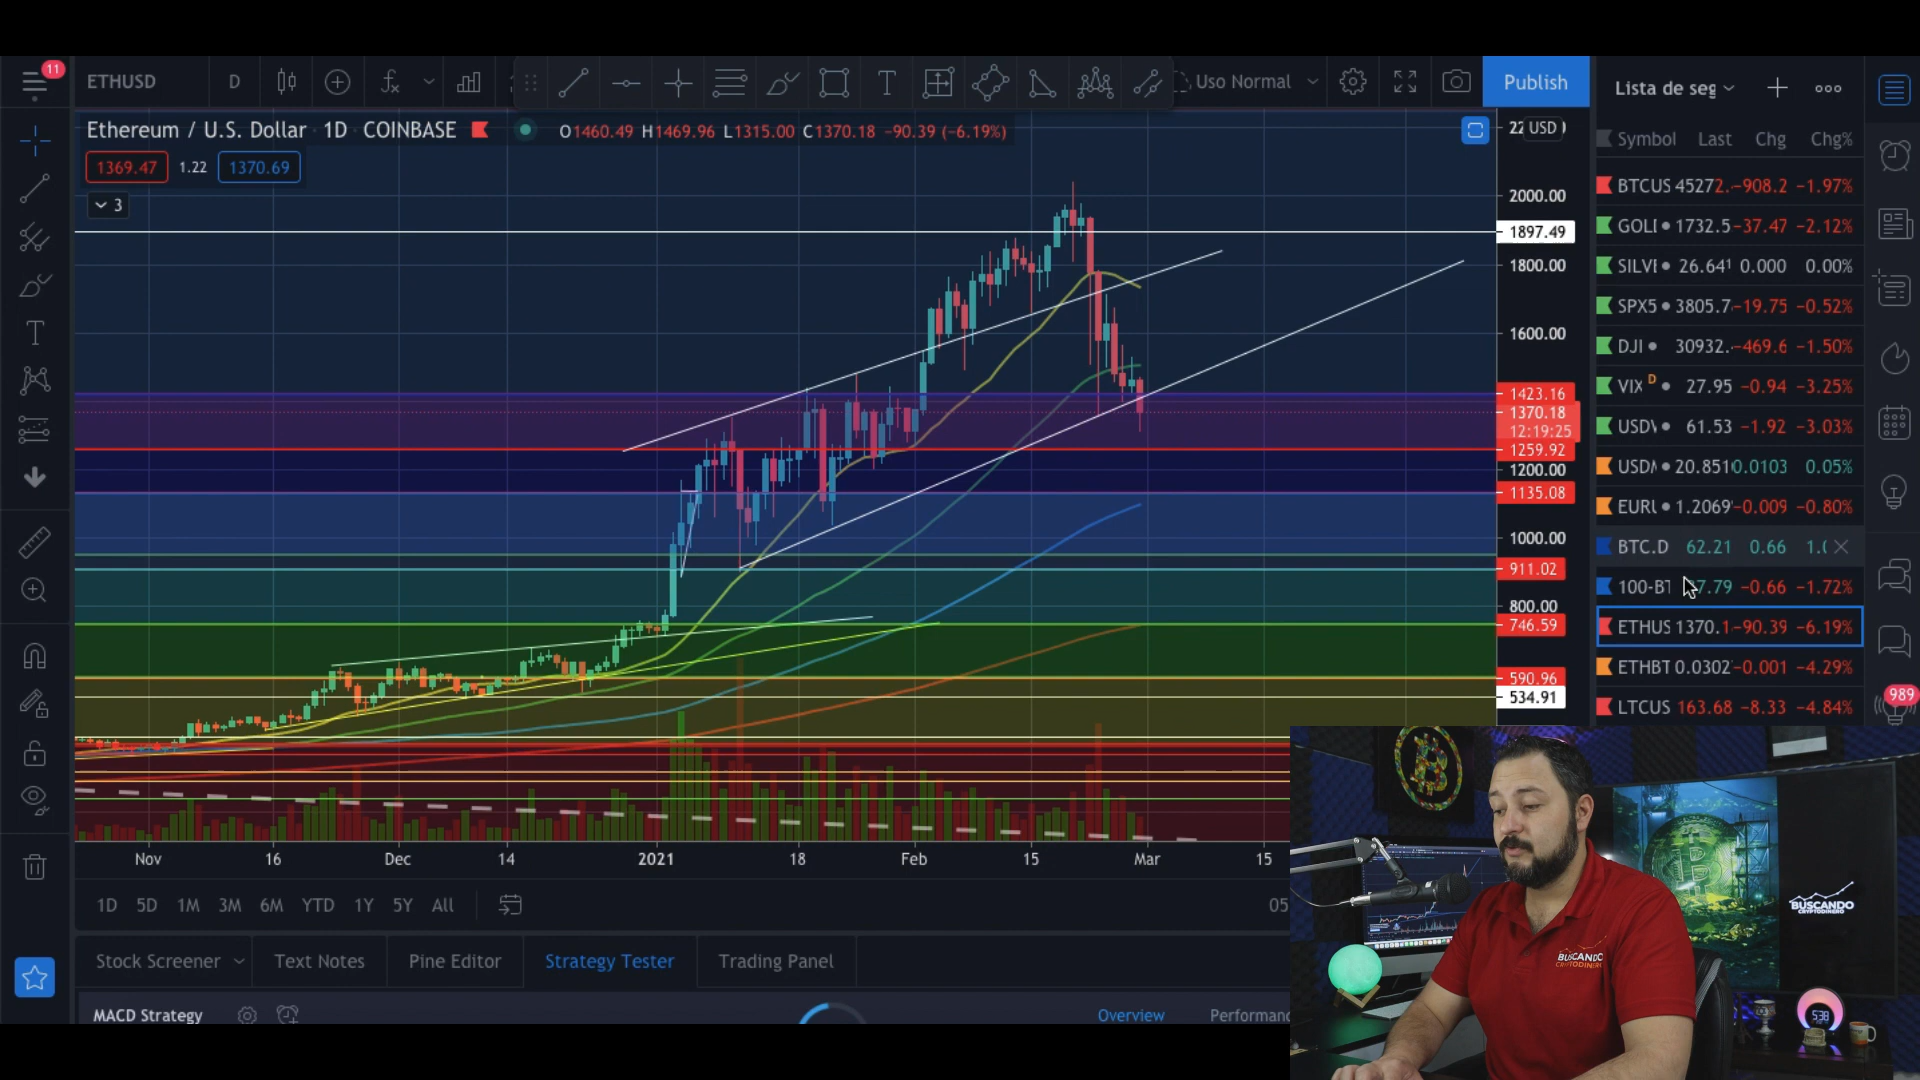 11
ETHUSD
D
Uso Normal
Publish
Lista de seg
Ethereum / U.S. Dollar 1D COINBASE
O1460.49 H1469.96 L1315.00 C1370.18 −90.39 (−6.19%)
USD
1369.47 1.22 1370.69
3
2000.00
1897.49
1800.00
1600.00
1423.16
1370.18
12:19:25
1259.92
1200.00
1135.08
1000.00
911.02
800.00
746.59
590.96
534.91
Nov 16 Dec 14 2021 18 Feb 15 Mar 15
Symbol Last Chg Chg%
BTCUS 45272. −908.2 −1.97%
GOLI 1732.5 −37.47 −2.12%
SILVE 26.641 0.000 0.00%
SPX5 3805.7 −19.75 −0.52%
DJI 30932. −469.6 −1.50%
VIX D 27.95 −0.94 −3.25%
61.53 −1.92 −3.03%
20.851 0.0103 0.05%
1.2069 −0.009 −0.80%
BTC.D 62.21 0.66
100-BT 7.79 −0.66 −1.72%
ETHUS 1370.1 −90.39 −6.19%
ETHBT 0.0302 −0.001 −4.29%
LTCUS 163.68 −8.33 −4.84%
989
1D 5D 1M 3M 6M YTD 1Y 5Y All
05
Stock Screener Text Notes Pine Editor Strategy Tester Trading Panel
MACD Strategy
Overview Performanc
BUSCANDO
CRYPTODINERO
BUSCANDO
CRYPTODINERO
538